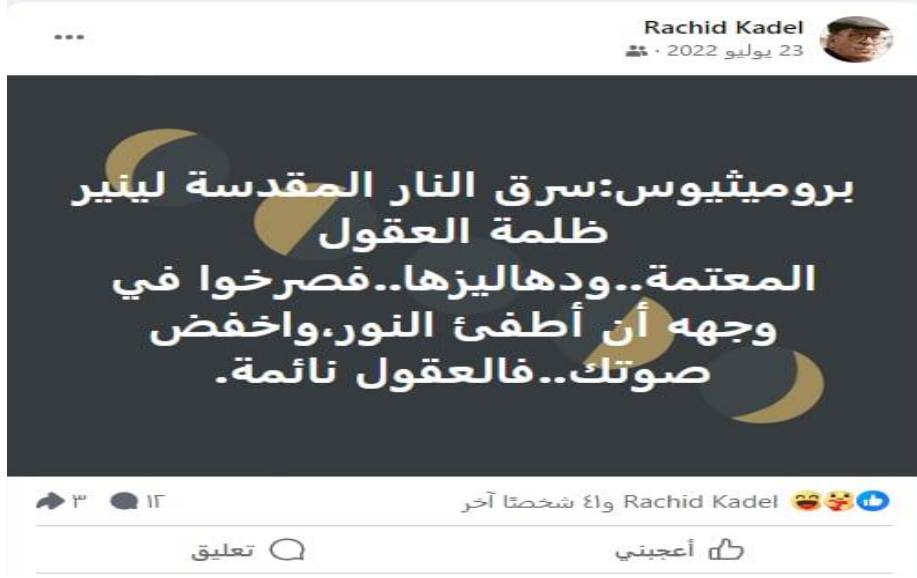 Rachid Kadel
23 يوليو 2022 ·
بروميثيوس:سرق النار المقدسة لينير
ظلمة العقول
المعتمة..ودهاليزها..فصرخوا في
وجهه أن أطفئ النور،واخفض
صوتك..فالعقول نائمة.
Rachid Kadel و٤١ شخصًا آخر
١٢ ٣
أعجبني تعليق